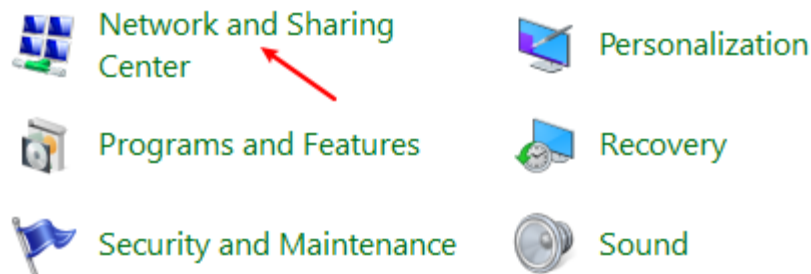 Network and Sharing
Center
Personalization
Programs and Features
Recovery
Security and Maintenance
Sound